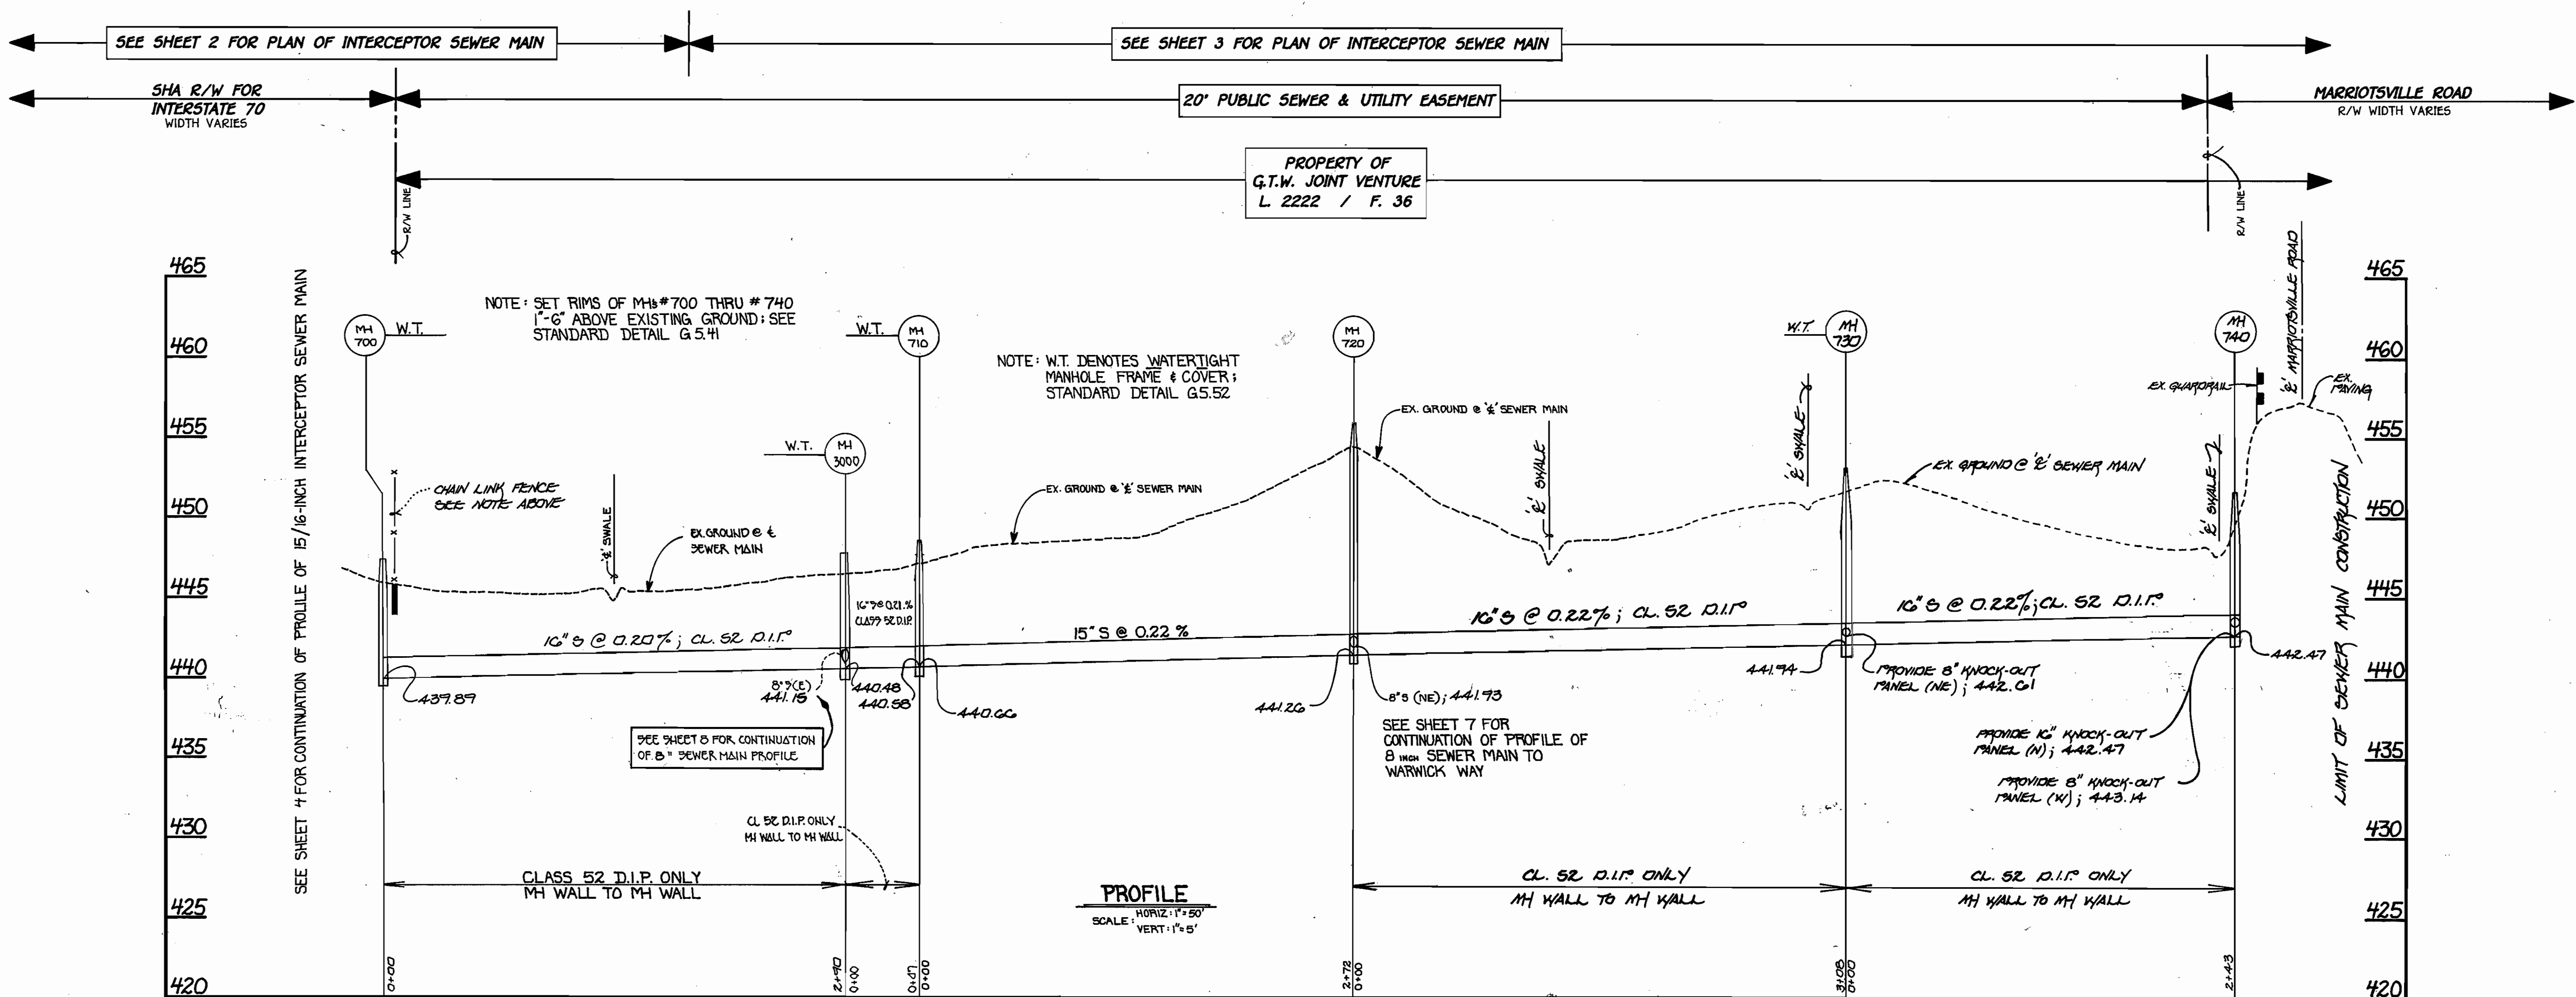 SEE SHEET 2 FOR PLAN OF INTERCEPTOR SEWER MAIN
SEE SHEET 3 FOR PLAN OF INTERCEPTOR SEWER MAIN
SHA R/W FOR
INTERSTATE 70
WIDTH VARIES
20' PUBLIC SEWER & UTILITY EASEMENT
MARRIOTSVILLE ROAD
R/W WIDTH VARIES
PROPERTY OF
G.T.W. JOINT VENTURE
L. 2222 / F. 36
R/W LINE
R/W LINE
465
460
455
450
445
440
435
430
425
420
SEE SHEET 4 FOR CONTINUATION OF PROLILE OF 15/16-INCH INTERCEPTOR SEWER MAIN
NOTE: SET RIMS OF MHs #700 THRU #740
1"-6" ABOVE EXISTING GROUND; SEE
STANDARD DETAIL G5.41
MH
700
W.T.
W.T.
MH
710
W.T.
MH
3000
NOTE: W.T. DENOTES WATERTIGHT
MANHOLE FRAME & COVER;
STANDARD DETAIL G5.52
MH
720
W.T.
MH
730
MH
740
'℄' MARRIOTSVILLE ROAD
EX. GUARDRAIL
EX.
PAVING
CHAIN LINK FENCE
SEE NOTE ABOVE
'℄' SWALE
EX. GROUND @ ℄
SEWER MAIN
EX. GROUND @ '℄' SEWER MAIN
EX. GROUND @ '℄' SEWER MAIN
'℄' SWALE
'℄' SWALE
EX. GROUND @ '℄' SEWER MAIN
'℄' SWALE
16" S @ 0.20%; CL. 52 D.I.P.
16" S @ 0.21.%
CLASS 52 D.I.P.
15" S @ 0.22 %
16" S @ 0.22%; CL. 52 D.I.P.
16" S @ 0.22%; CL. 52 D.I.P.
439.89
8" S (E)
441.15
440.48
440.58
440.66
441.26
8" S (NE); 441.93
441.94
PROVIDE 8" KNOCK-OUT
PANEL (NE); 442.61
442.47
SEE SHEET 8 FOR CONTINUATION
OF 8" SEWER MAIN PROFILE
SEE SHEET 7 FOR
CONTINUATION OF PROFILE OF
8 INCH SEWER MAIN TO
WARWICK WAY
PROVIDE 16" KNOCK-OUT
PANEL (N); 442.47
PROVIDE 8" KNOCK-OUT
PANEL (W); 443.14
LIMIT OF SEWER MAIN CONSTRUCTION
CL 52 D.I.P. ONLY
MH WALL TO MH WALL
CLASS 52 D.I.P. ONLY
MH WALL TO MH WALL
PROFILE
SCALE: HORIZ: 1"=50'
VERT: 1"=5'
CL. 52 D.I.P. ONLY
MH WALL TO MH WALL
CL. 52 D.I.P. ONLY
MH WALL TO MH WALL
0+00
2+90
0+00
0+00
2+72
0+00
3+08
0+00
2+43
465
460
455
450
445
440
435
430
425
420